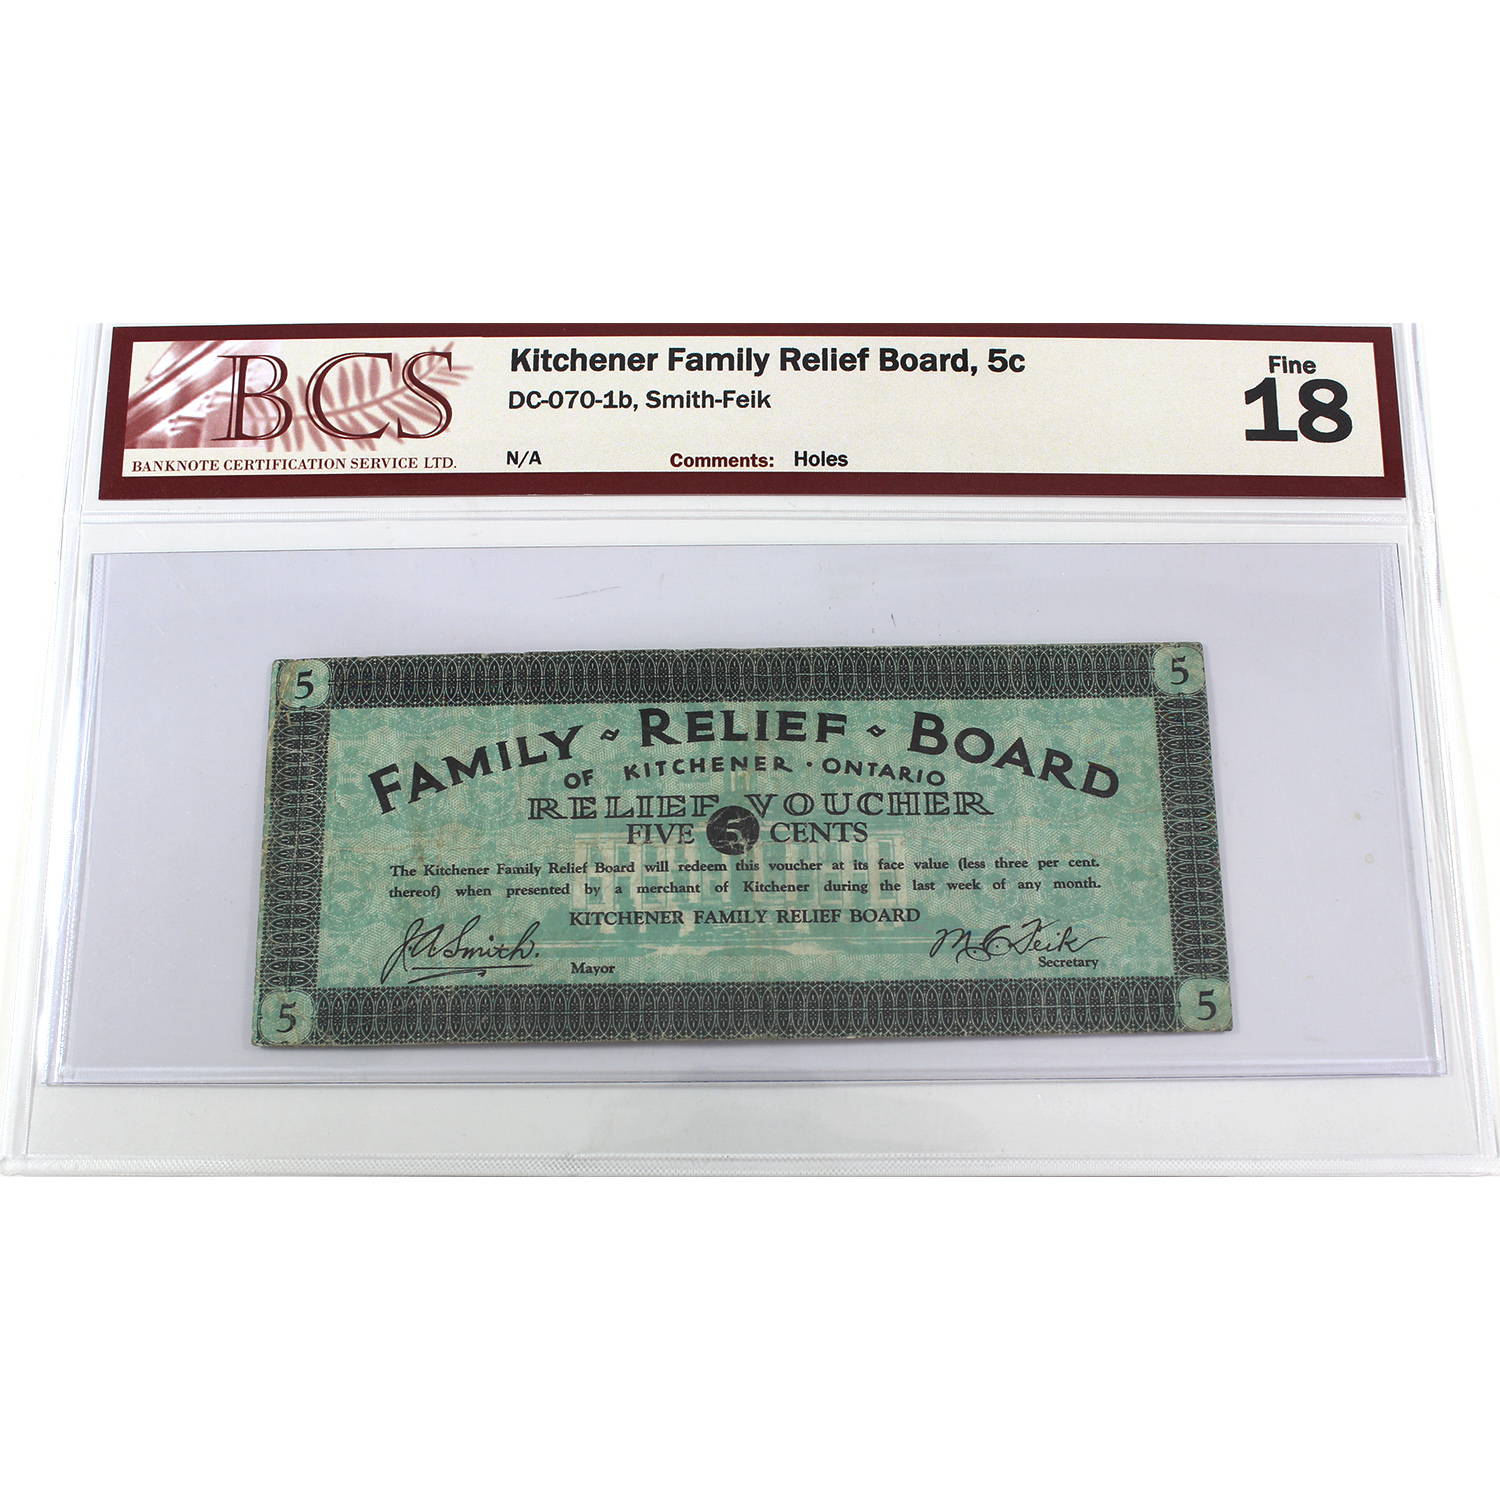 BCS
BANKNOTE CERTIFICATION SERVICE LTD.
Kitchener Family Relief Board, 5c
DC-070-1b, Smith-Feik
N/A Comments: Holes
Fine
18
5 5
FAMILY ~ RELIEF ~ BOARD
OF KITCHENER · ONTARIO
RELIEF VOUCHER
FIVE 5 CENTS
The Kitchener Family Relief Board will redeem this voucher at its face value (less three per cent.
thereof) when presented by a merchant of Kitchener during the last week of any month.
KITCHENER FAMILY RELIEF BOARD
J. A. Smith. M. C. Feik
Mayor Secretary
5 5